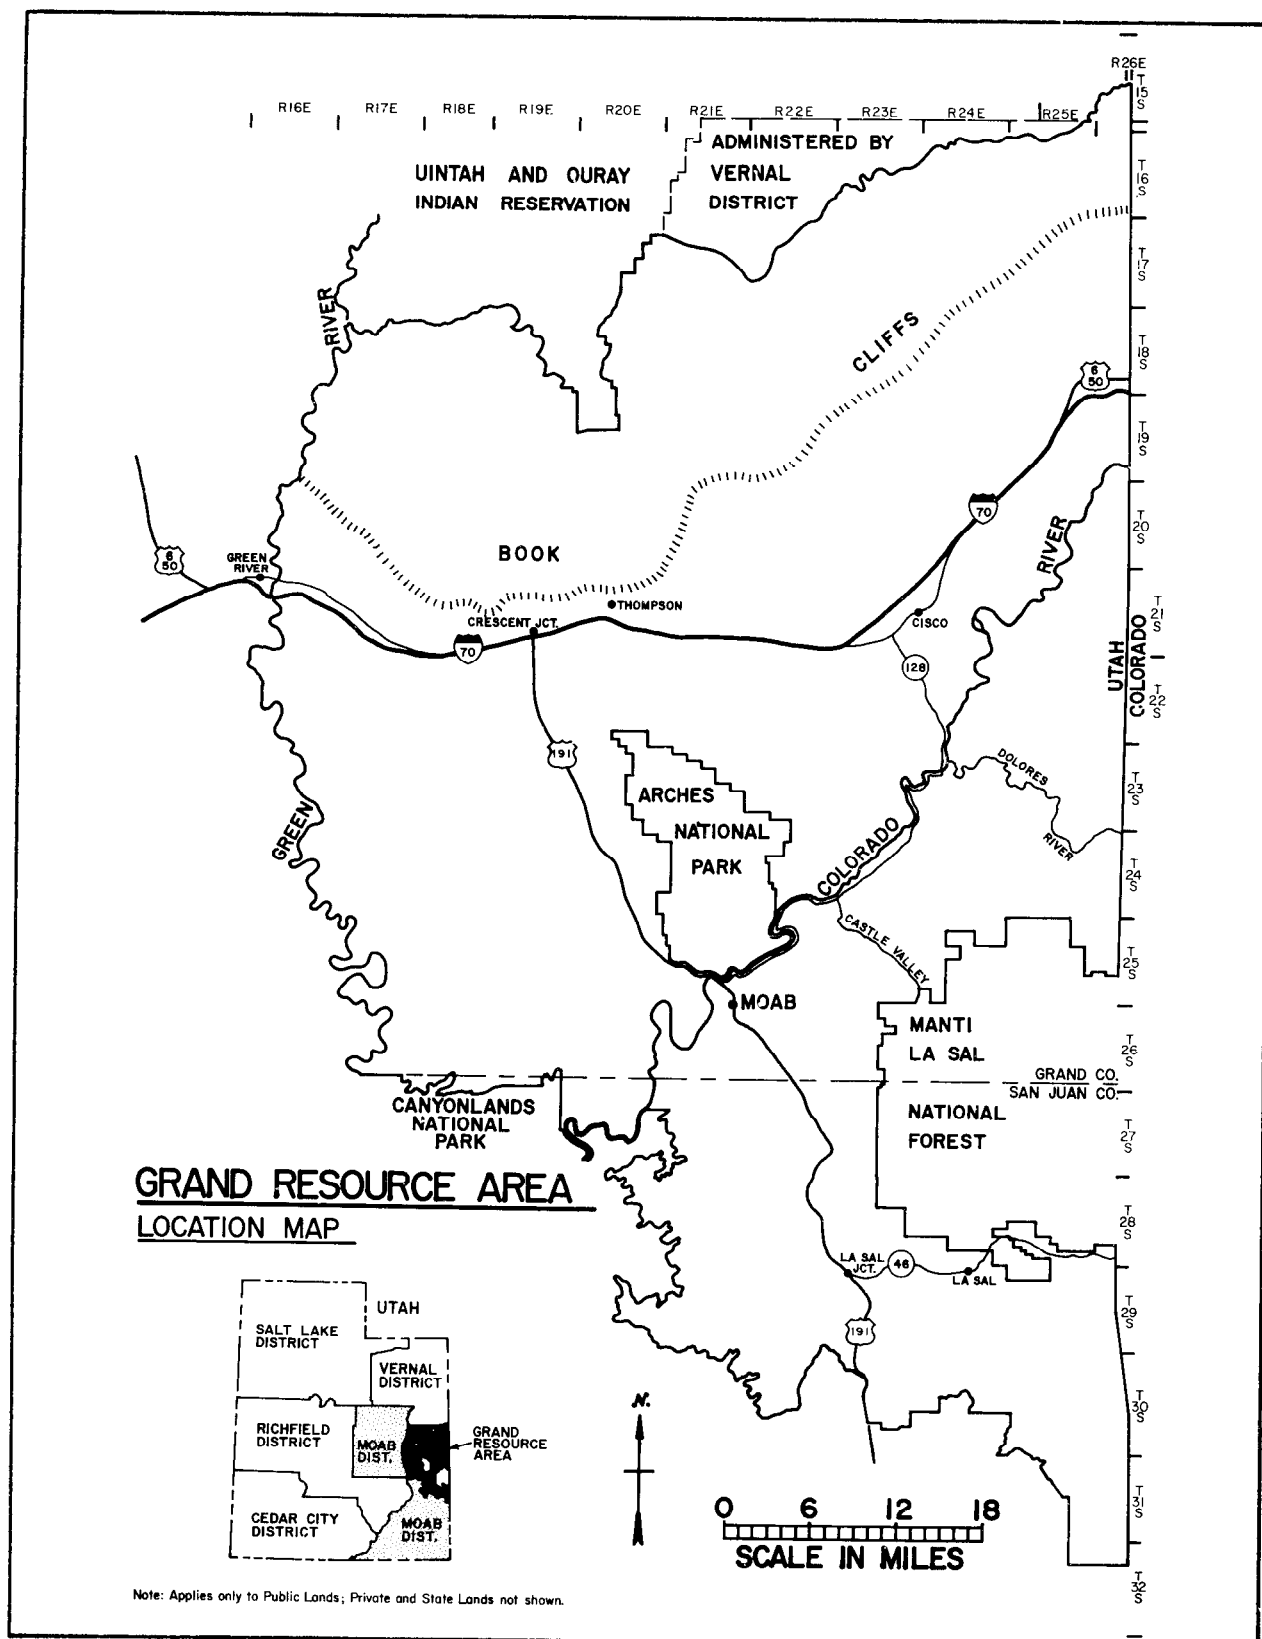 R26E
T
15
S
R16E R17E R18E R19E R20E R21E R22E R23E R24E R25E
ADMINISTERED BY
VERNAL
DISTRICT
UINTAH AND OURAY
INDIAN RESERVATION
T
16
S
T
17
S
RIVER
CLIFFS
T
18
S
6
50
T
19
S
70
T
20
S
RIVER
BOOK
6
50
GREEN
RIVER
THOMPSON
CRESCENT JCT.
CISCO
T
21
S
70
128
UTAH
COLORADO
T
22
S
191
DOLORES
RIVER
T
23
S
ARCHES
NATIONAL
PARK
GREEN
COLORADO
T
24
S
CASTLE VALLEY
T
25
S
MOAB
MANTI
LA SAL
NATIONAL
FOREST
T
26
S
GRAND CO.
SAN JUAN CO.
CANYONLANDS
NATIONAL
PARK
T
27
S
GRAND RESOURCE AREA
LOCATION MAP
T
28
S
LA SAL
JCT.
46
LA SAL
T
29
S
191
UTAH
SALT LAKE
DISTRICT
VERNAL
DISTRICT
RICHFIELD
DISTRICT
MOAB
DIST.
GRAND
RESOURCE
AREA
CEDAR CITY
DISTRICT
MOAB
DIST.
N.
T
30
S
T
31
S
0 6 12 18
SCALE IN MILES
T
32
S
Note: Applies only to Public Lands; Private and State Lands not shown.